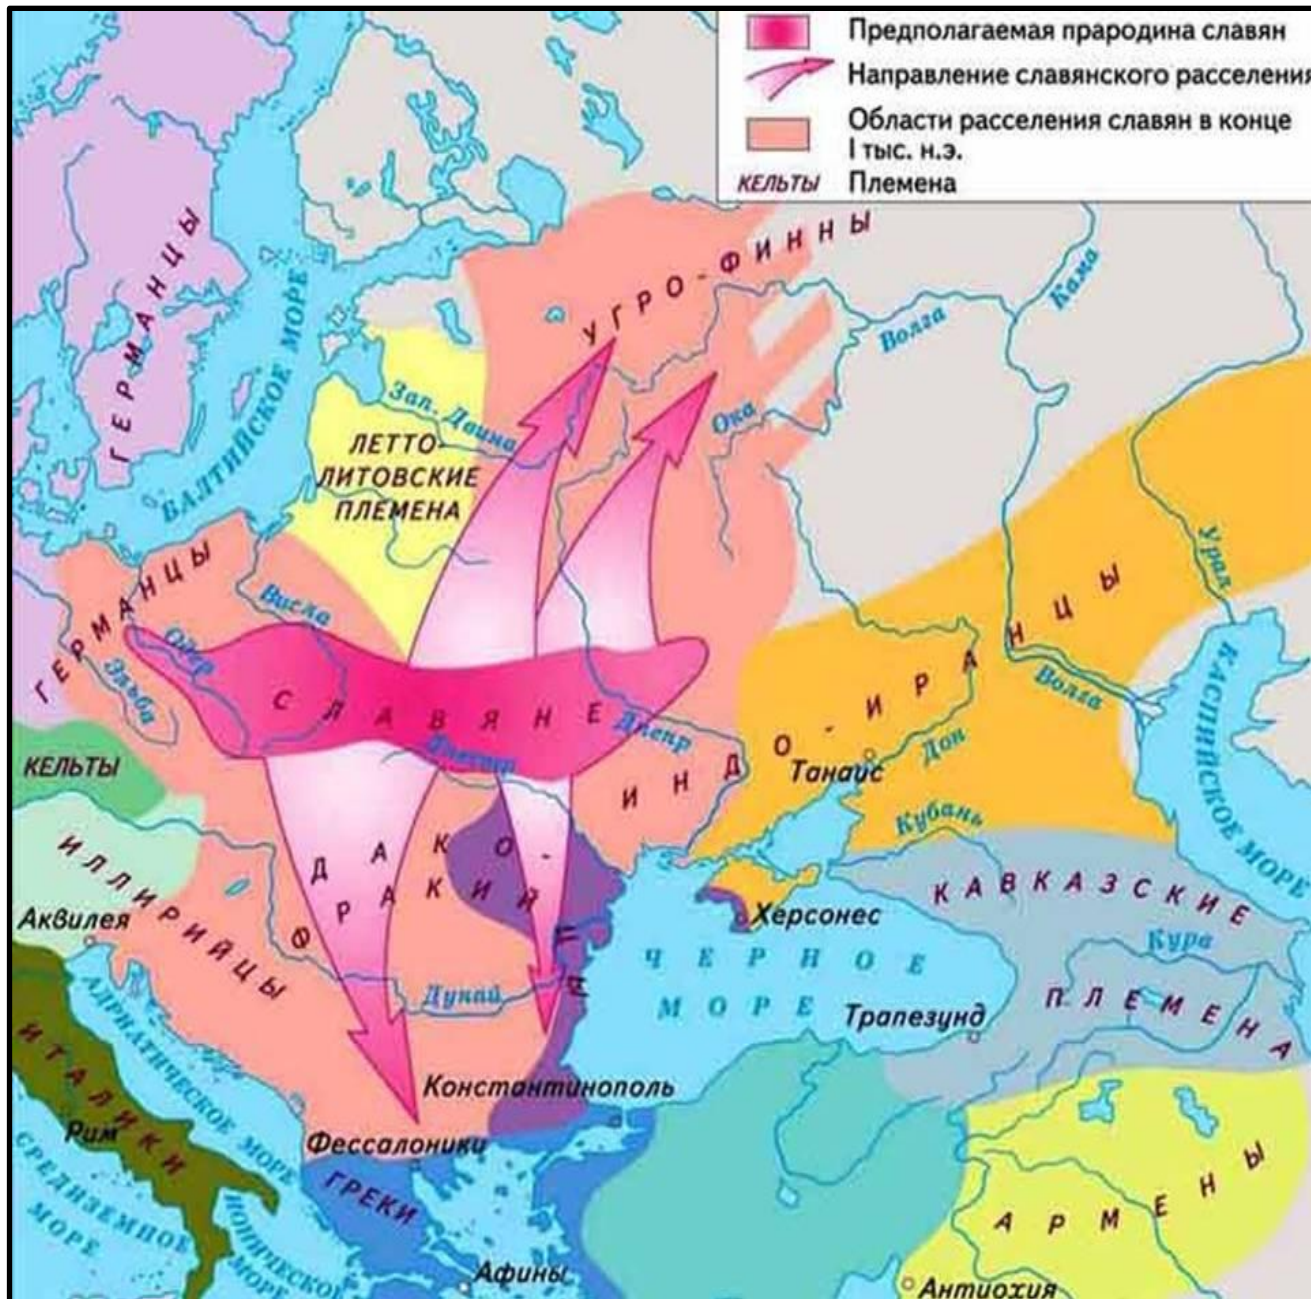 Предполагаемая прародина славян
Направление славянского расселения
Области расселения славян в конце
I тыс. н.э.
КЕЛЬТЫ Племена
УГРО-ФИННЫ
ГЕРМАНЦЫ
БАЛТИЙСКОЕ МОРЕ
Кама
Волга
Зап. Двина
Ока
ЛЕТТО-
ЛИТОВСКИЕ
ПЛЕМЕНА
Урал
ГЕРМАНЦЫ
Висла
Одер
Эльба
СЛАВЯНЕ
Днепр
Днестр
ИНДО-ИРАНЦЫ
Волга
Дон
Танаис
КАСПИЙСКОЕ МОРЕ
КЕЛЬТЫ
Кубань
ИЛЛИРИЙЦЫ
ДАКО-
ФРАКИЙЦЫ
Аквилея
Херсонес
КАВКАЗСКИЕ
ПЛЕМЕНА
Кура
ЧЕРНОЕ
МОРЕ
Дунай
Трапезунд
АДРИАТИЧЕСКОЕ МОРЕ
ИТАЛИКИ
Рим
Константинополь
Фессалоники
ГРЕКИ
СРЕДИЗЕМНОЕ
МОРЕ
ИОНИЧЕСКОЕ
МОРЕ
АРМЕНЫ
Афины
Антиохия